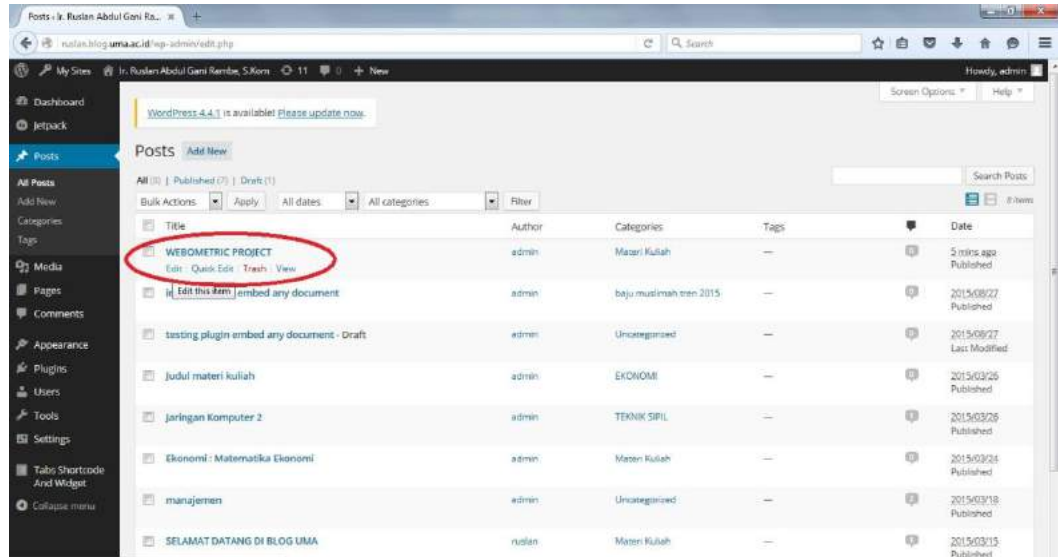 Posts ‹ Ir. Ruslan Abdul Gani Ra...
ruslan.blog.uma.ac.id/wp-admin/edit.php
Search
My Sites
Ir. Ruslan Abdul Gani Rambe, S.Kom
11
0
+ New
Howdy, admin
Screen Options
Help
Dashboard
Jetpack
Posts
All Posts
Add New
Categories
Tags
Media
Pages
Comments
Appearance
Plugins
Users
Tools
Settings
Tabs Shortcode
And Widget
Collapse menu
WordPress 4.4.1 is available! Please update now.
Posts Add New
All (8) | Published (7) | Draft (1)
Search Posts
Bulk Actions Apply All dates All categories Filter 8 items
Title Author Categories Tags Date
WEBOMETRIC PROJECT admin Materi Kuliah — 0 5 mins ago
Edit | Quick Edit | Trash | View Published
Edit this item
embed any document admin baju muslimah tren 2015 — 0 2015/08/27
Published
testing plugin embed any document - Draft admin Uncategorized — 0 2015/08/27
Last Modified
Judul materi kuliah admin EKONOMI — 0 2015/03/26
Published
Jaringan Komputer 2 admin TEKNIK SIPIL — 2015/03/26
Published
Ekonomi : Matematika Ekonomi admin Materi Kuliah — 2015/03/24
Published
manajemen admin Uncategorized — 2015/03/18
Published
SELAMAT DATANG DI BLOG UMA ruslan Materi Kuliah — 2015/03/15
Published